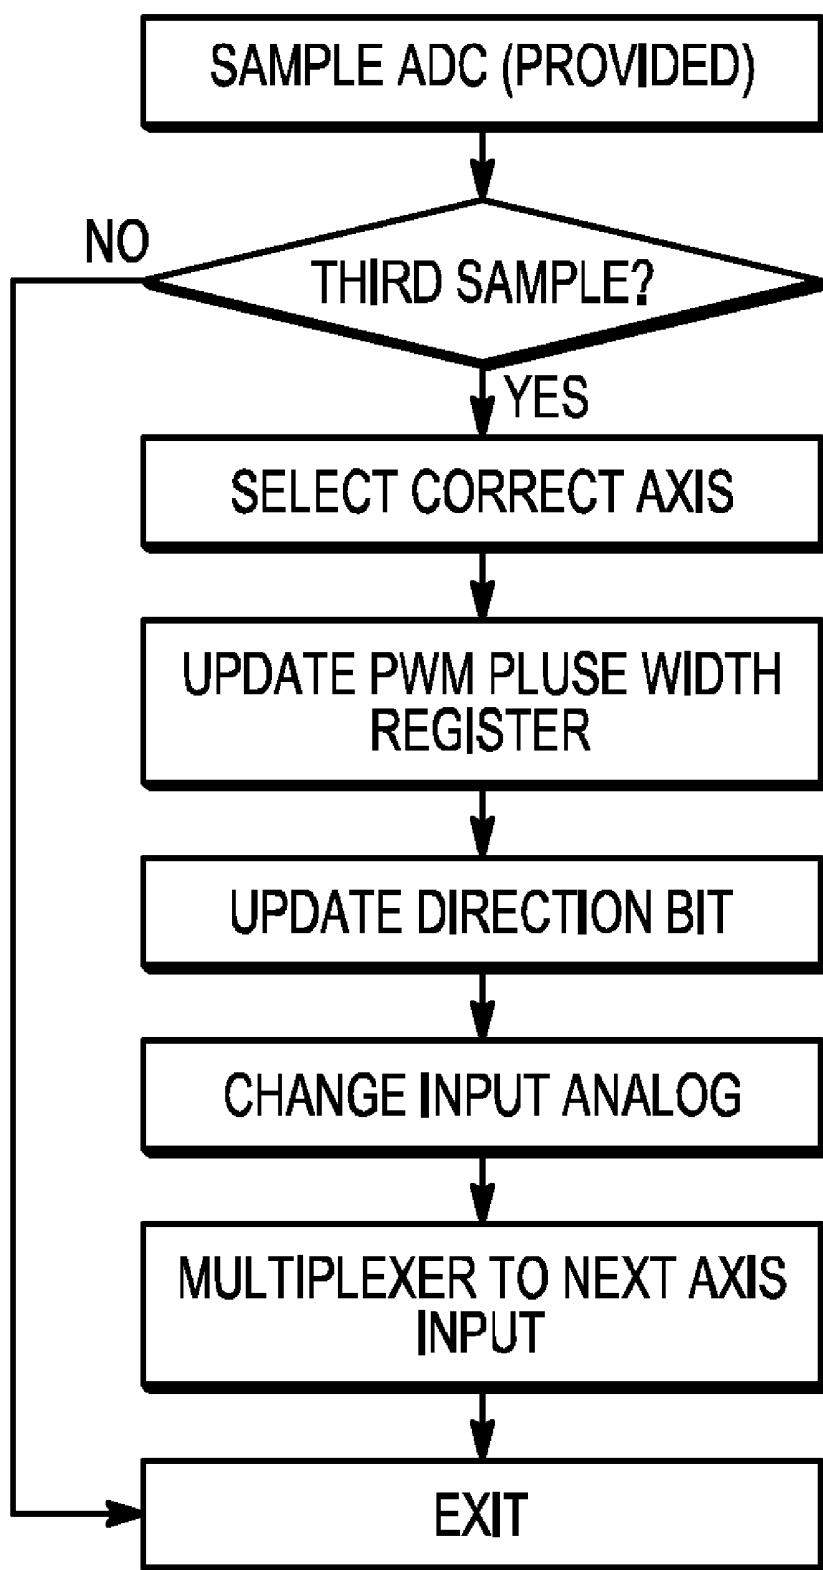 SAMPLE ADC (PROVIDED)
NO
THIRD SAMPLE?
YES
SELECT CORRECT AXIS
UPDATE PWM PLUSE WIDTH
REGISTER
UPDATE DIRECTION BIT
CHANGE INPUT ANALOG
MULTIPLEXER TO NEXT AXIS
INPUT
EXIT